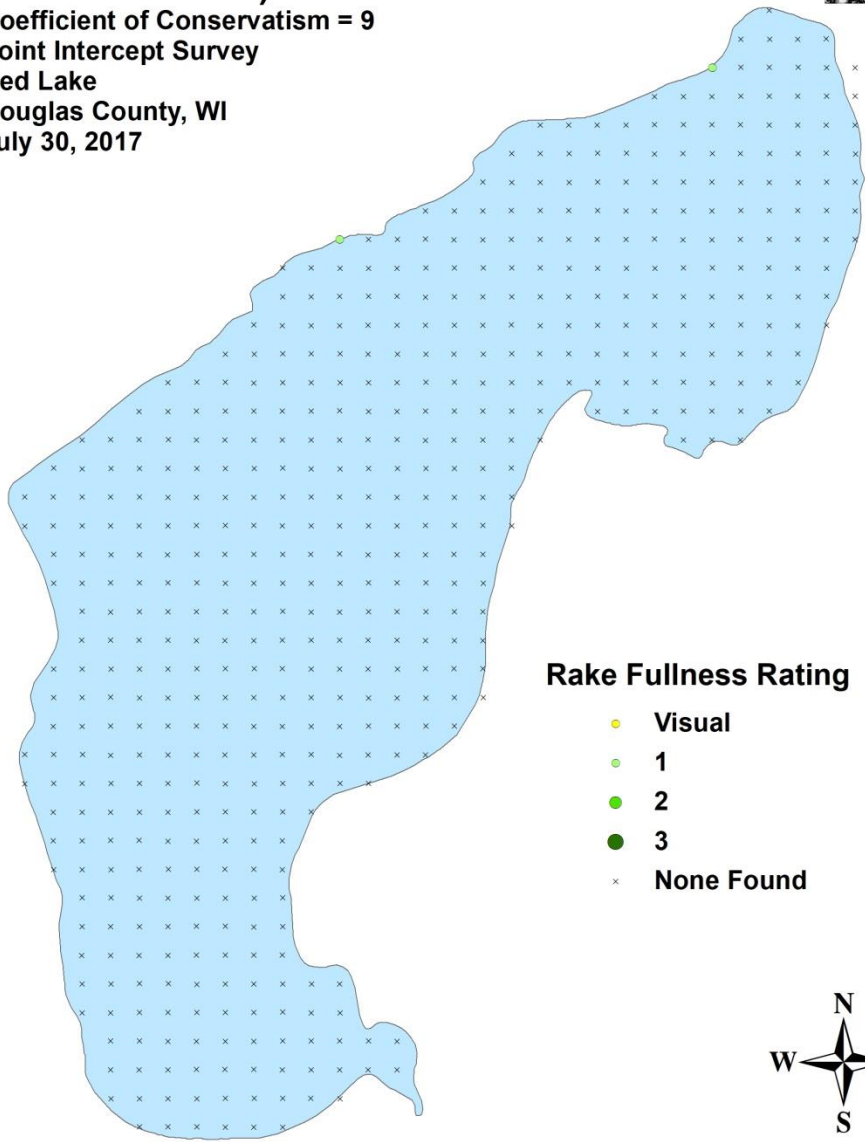 oefficient of Conservatism = 9
oint Intercept Survey
ed Lake
ouglas County, WI
uly 30, 2017
Rake Fullness Rating
Visual
1
2
3
None Found
N
W
S